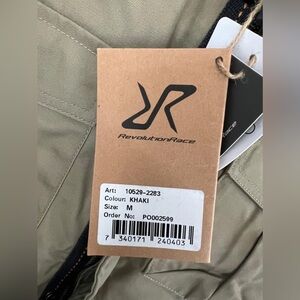 RevolutionRace
Art: 10529-2283
Colour: KHAKI
Size: M
Order No: PO002599
7 340171 240403